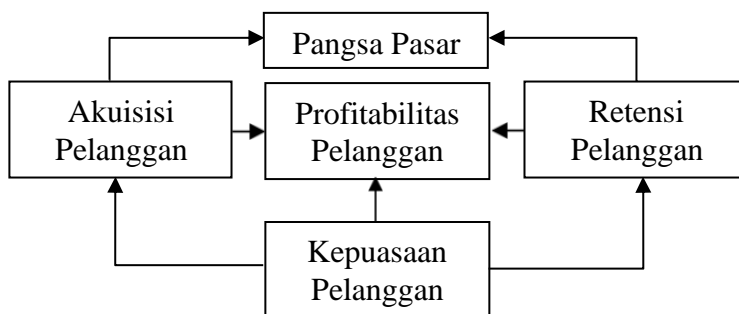 Pangsa Pasar
Akuisisi
Pelanggan
Profitabilitas
Pelanggan
Retensi
Pelanggan
Kepuasaan
Pelanggan